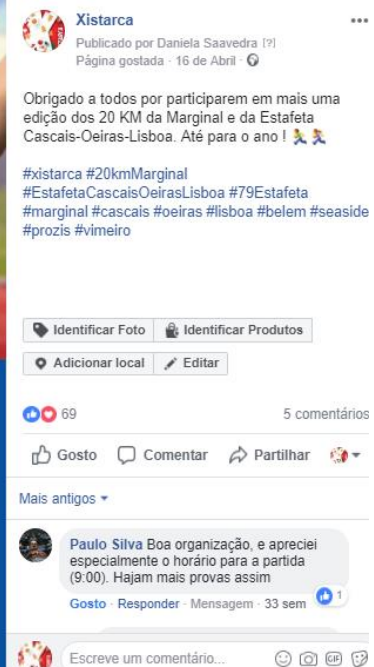 Xistarca
Publicado por Daniela Saavedra [?]
Página gostada · 16 de Abril ·
Obrigado a todos por participarem em mais uma
edição dos 20 KM da Marginal e da Estafeta
Cascais-Oeiras-Lisboa. Até para o ano ! 🏃‍♀️🏃
#xistarca #20kmMarginal
#EstafetaCascaisOeirasLisboa #79Estafeta
#marginal #cascais #oeiras #lisboa #belem #seaside
#prozis #vimeiro
Identificar Foto Identificar Produtos
Adicionar local Editar
69 5 comentários
Gosto Comentar Partilhar
Mais antigos
Paulo Silva Boa organização, e apreciei
especialmente o horário para a partida
(9:00). Hajam mais provas assim
1
Gosto · Responder · Mensagem · 33 sem
Escreve um comentário... GIF